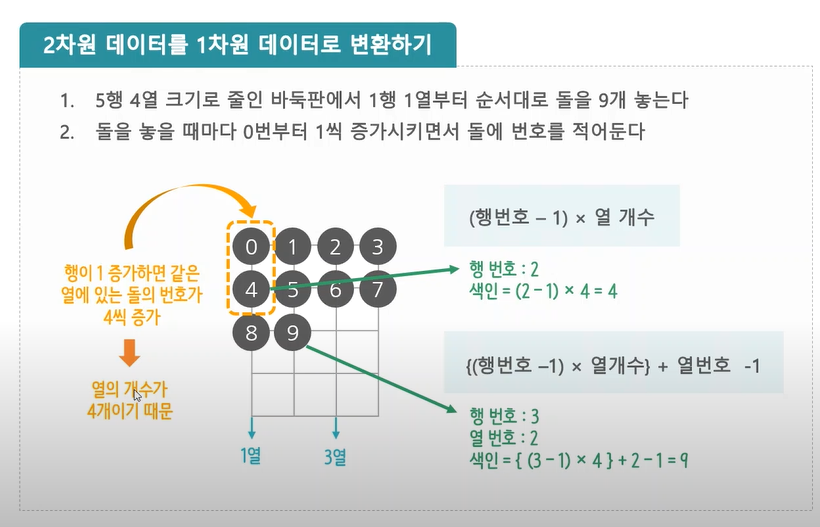 2차원 데이터를 1차원 데이터로 변환하기
1. 5행 4열 크기로 줄인 바둑판에서 1행 1열부터 순서대로 돌을 9개 놓는다
2. 돌을 놓을 때마다 0번부터 1씩 증가시키면서 돌에 번호를 적어둔다
(행번호 – 1) × 열 개수
0 1 2 3
행이 1 증가하면 같은
열에 있는 돌의 번호가
4씩 증가
행 번호 : 2
색인 = (2 – 1) × 4 = 4
4 5 6 7
8 9
{(행번호 –1) × 열개수} + 열번호 -1
열의 개수가
4개이기 때문
행 번호 : 3
열 번호 : 2
색인 = { (3 – 1) × 4 } + 2 – 1 = 9
1열 3열